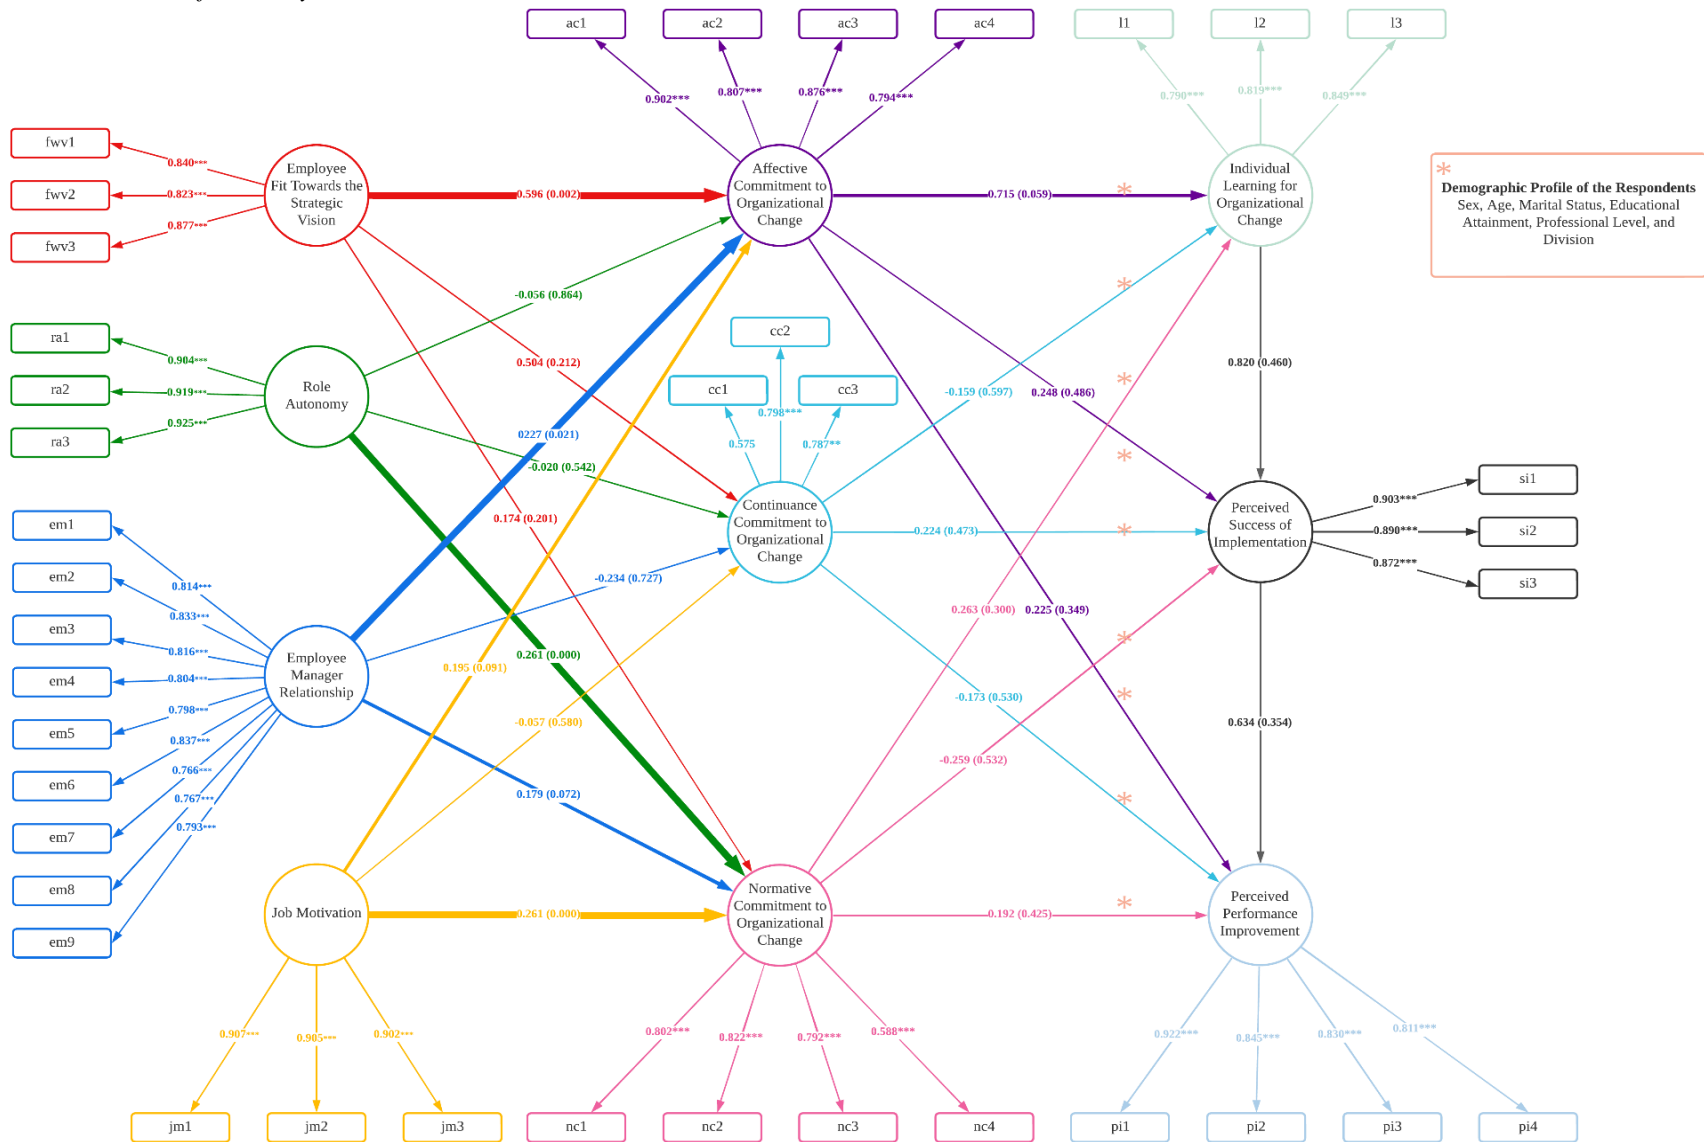 ac1
ac2
ac3
ac4
l1
l2
l3
0.902***
0.807***
0.876***
0.794***
0.790***
0.819***
0.849***
fwv1
fwv2
fwv3
0.840***
0.823***
0.877***
Employee
Fit Towards the
Strategic
Vision
0.596 (0.002)
Affective
Commitment to
Organizational
Change
0.715 (0.059)
*
Individual
Learning for
Organizational
Change
*
Demographic Profile of the Respondents
Sex, Age, Marital Status, Educational
Attainment, Professional Level, and
Division
-0.056 (0.864)
*
ra1
ra2
ra3
0.904***
0.919***
0.925***
Role
Autonomy
0.504 (0.212)
cc2
cc1
cc3
0.798***
0.575
0.787**
*
-0.159 (0.597)
0.248 (0.486)
0.820 (0.460)
0227 (0.021)
-0.020 (0.542)
*
0.174 (0.201)
Continuance
Commitment to
Organizational
Change
0.224 (0.473)
*
Perceived
Success of
Implementation
0.903***
0.890***
0.872***
si1
si2
si3
em1
em2
em3
em4
em5
em6
em7
em8
em9
0.814***
0.833***
0.816***
0.804***
0.798***
0.837***
0.766***
0.767***
0.793***
Employee
Manager
Relationship
-0.234 (0.727)
0.263 (0.300)
0.225 (0.349)
*
0.195 (0.091)
0.261 (0.000)
-0.173 (0.530)
*
-0.057 (0.580)
0.634 (0.354)
-0.259 (0.532)
0.179 (0.072)
*
Job Motivation
0.261 (0.000)
Normative
Commitment to
Organizational
Change
0.192 (0.425)
*
Perceived
Performance
Improvement
0.907***
0.905***
0.902***
0.802***
0.822***
0.792***
0.588***
0.922***
0.845***
0.830***
0.811***
jm1
jm2
jm3
nc1
nc2
nc3
nc4
pi1
pi2
pi3
pi4